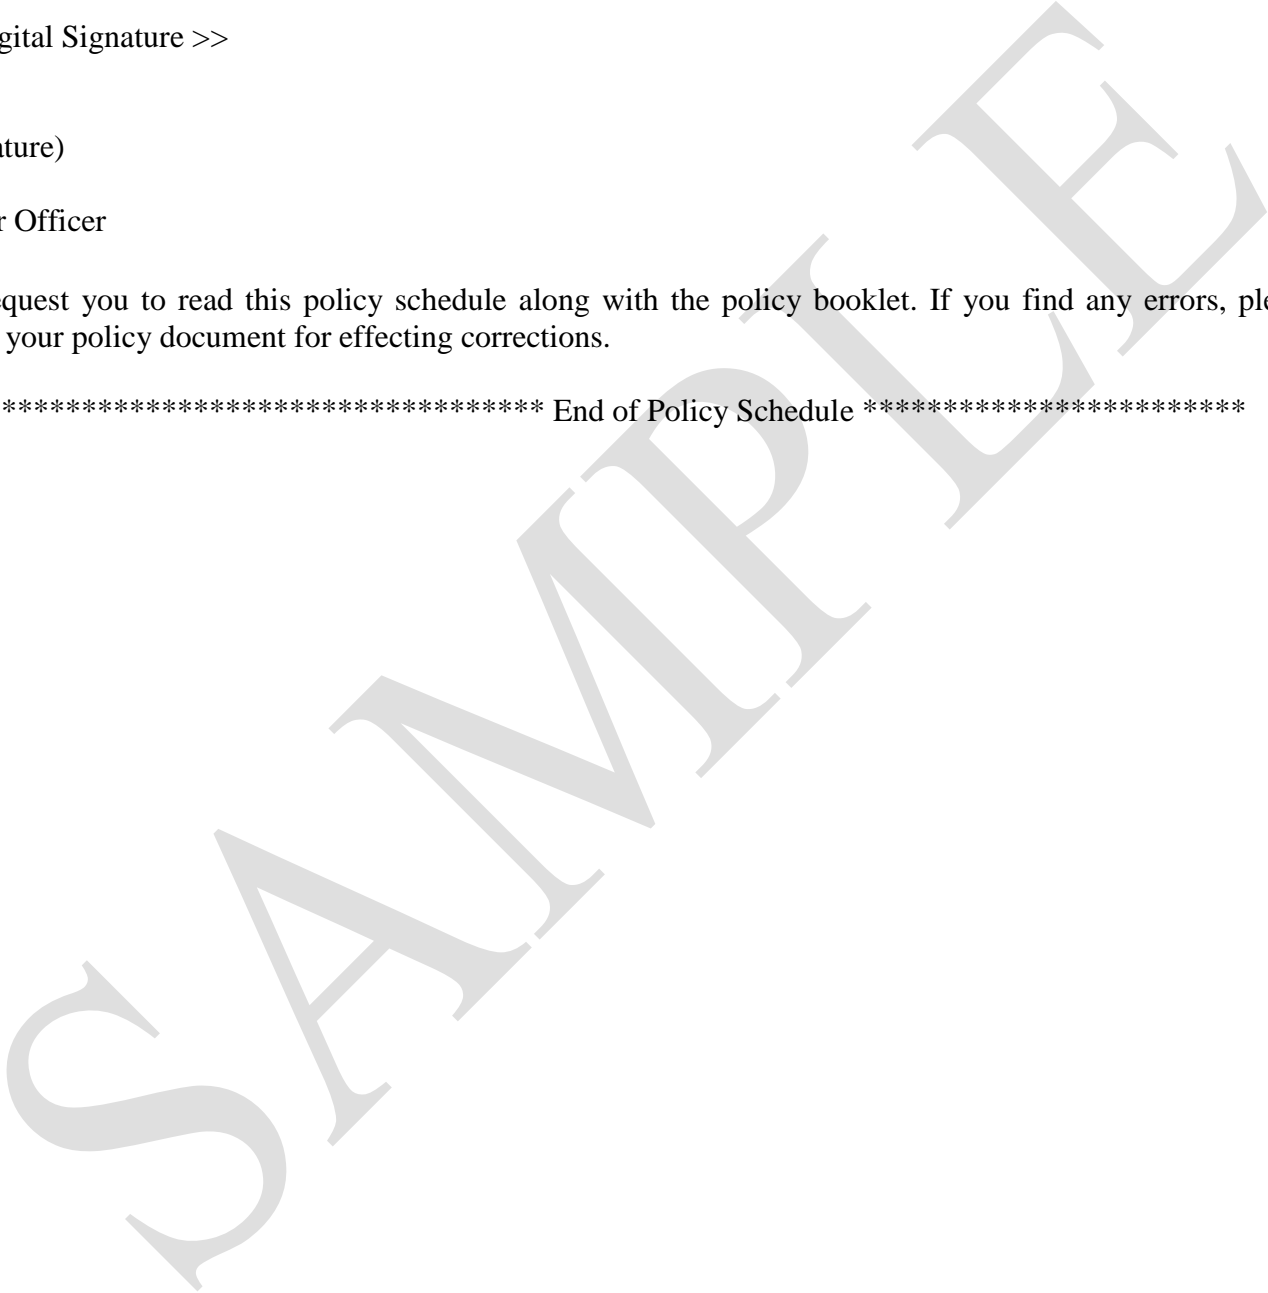 gital Signature >>
ature)
r Officer
equest you to read this policy schedule along with the policy booklet. If you find any errors, ple
your policy document for effecting corrections.
********************************** End of Policy Schedule ************************
SAMPLE